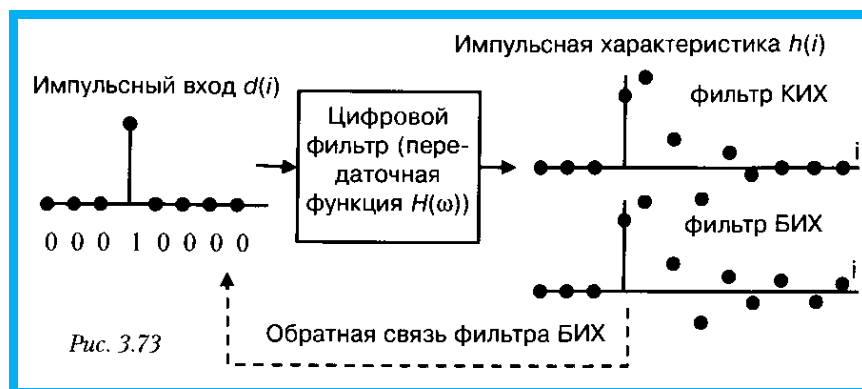 Импульсная характеристика h(i)
Импульсный вход d(i)
фильтр КИХ
Цифровой
фильтр (пере-
даточная
функция H(ω))
i
фильтр БИХ
0 0 0 1 0 0 0 0
i
Обратная связь фильтра БИХ
Рис. 3.73